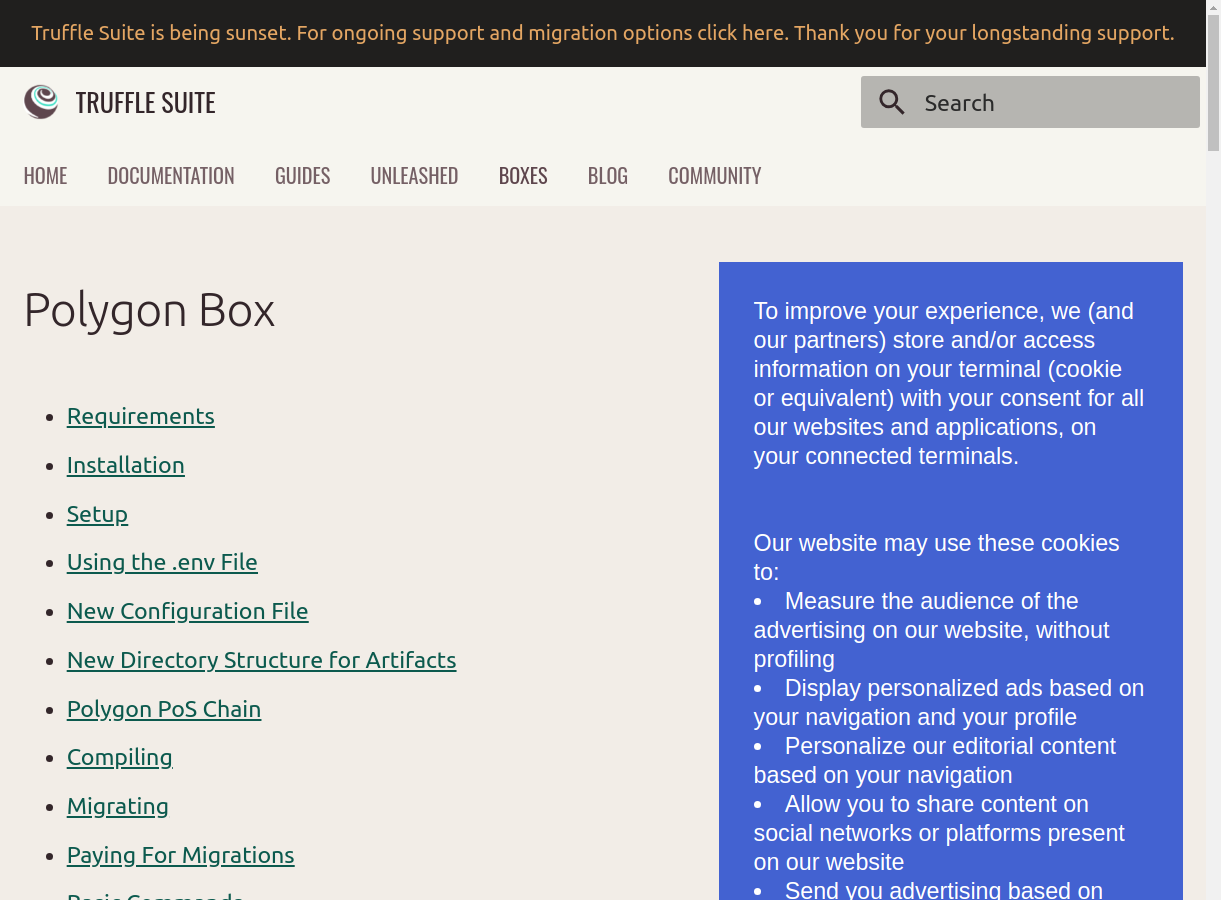 Truffle Suite is being sunset. For ongoing support and migration options click here. Thank you for your longstanding support.
TRUFFLE SUITE
Search
HOME DOCUMENTATION GUIDES UNLEASHED BOXES BLOG COMMUNITY
Polygon Box
• Requirements
• Installation
• Setup
• Using the .env File
• New Configuration File
• New Directory Structure for Artifacts
• Polygon PoS Chain
• Compiling
• Migrating
• Paying For Migrations
• Basic Commands
To improve your experience, we (and
our partners) store and/or access
information on your terminal (cookie
or equivalent) with your consent for all
our websites and applications, on
your connected terminals.
Our website may use these cookies
to:
• Measure the audience of the
advertising on our website, without
profiling
• Display personalized ads based on
your navigation and your profile
• Personalize our editorial content
based on your navigation
• Allow you to share content on
social networks or platforms present
on our website
• Send you advertising based on